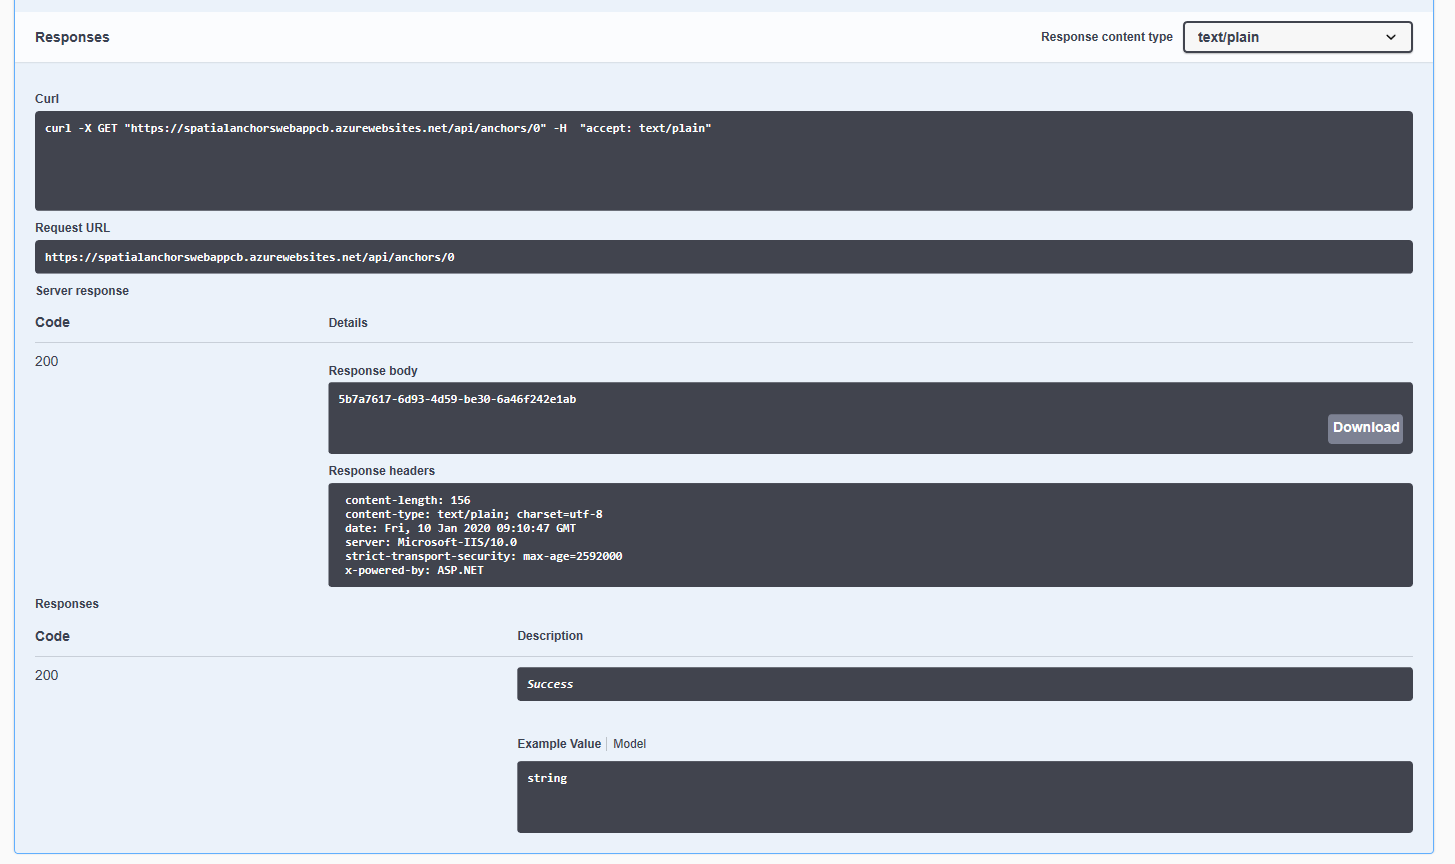 Responses
Response content type
text/plain
Curl
curl -X GET "https://spatialanchorswebappcb.azurewebsites.net/api/anchors/0" -H  "accept: text/plain"
Request URL
https://spatialanchorswebappcb.azurewebsites.net/api/anchors/0
Server response
Code Details
200
Response body
5b7a7617-6d93-4d59-be30-6a46f242e1ab
Download
Response headers
content-length: 156
content-type: text/plain; charset=utf-8
date: Fri, 10 Jan 2020 09:10:47 GMT
server: Microsoft-IIS/10.0
strict-transport-security: max-age=2592000
x-powered-by: ASP.NET
Responses
Code Description
200
Success
Example Value Model
string